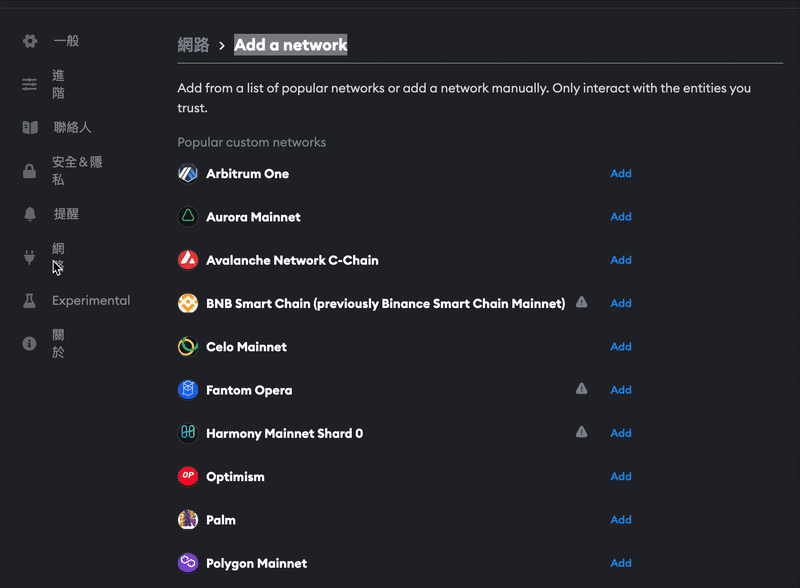 一般
進
階
聯絡人
安全&隱
私
提醒
網
Experimental
關
於
網路 > Add a network
Add from a list of popular networks or add a network manually. Only interact with the entities you
trust.
Popular custom networks
Arbitrum One Add
Aurora Mainnet Add
Avalanche Network C-Chain Add
BNB Smart Chain (previously Binance Smart Chain Mainnet) Add
Celo Mainnet Add
Fantom Opera Add
Harmony Mainnet Shard 0 Add
OP Optimism Add
Palm Add
Polygon Mainnet Add